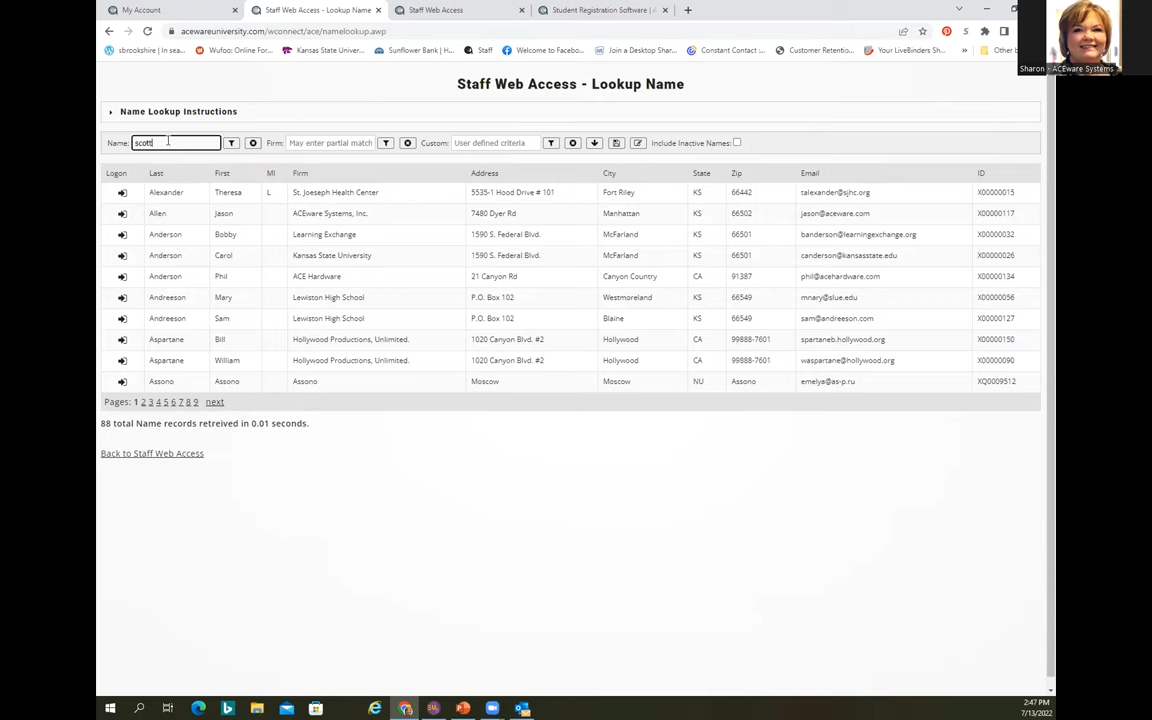 My Account
Staff Web Access - Lookup Name
Staff Web Access
Student Registration Software | A
acewareuniversity.com/wconnect/ace/namelookup.awp
sbrookshire (In sea...
Wufoo: Online For...
Kansas State Univer...
Sunflower Bank | H...
Staff
Welcome to Faceboo...
Join a Desktop Shar...
Constant Contact :...
Customer Retentio...
Your LiveBinders Sh...
»
Other b
Sharon - ACEware Systems
Staff Web Access - Lookup Name
Name Lookup Instructions
Name: scott Firm: May enter partial match Custom: User defined criteria Include Inactive Names:
Logon Last First MI Firm Address City State Zip Email ID
Alexander Theresa L St. Joeseph Health Center 5535-1 Hood Drive # 101 Fort Riley KS 66442 talexander@sjhc.org X00000015
Allen Jason ACEware Systems, Inc. 7480 Dyer Rd Manhattan KS 66502 jason@aceware.com X00000117
Anderson Bobby Learning Exchange 1590 S. Federal Blvd. McFarland KS 66501 banderson@learningexchange.org X00000032
Anderson Carol Kansas State University 1590 S. Federal Blvd. McFarland KS 66501 canderson@kansasstate.edu X00000026
Anderson Phil ACE Hardware 21 Canyon Rd Canyon Country CA 91387 phil@acehardware.com X00000134
Andreeson Mary Lewiston High School P.O. Box 102 Westmoreland KS 66549 mnary@slue.edu X00000056
Andreeson Sam Lewiston High School P.O. Box 102 Blaine KS 66549 sam@andreeson.com X00000127
Aspartane Bill Hollywood Productions, Unlimited. 1020 Canyon Blvd. #2 Hollywood CA 99888-7601 spartaneb.hollywood.org X00000150
Aspartane William Hollywood Productions, Unlimited. 1020 Canyon Blvd. #2 Hollywood CA 99888-7601 waspartane@hollywood.org X00000090
Assono Assono Assono Moscow Moscow NU Assono emelya@as-p.ru XQ0009512
Pages: 1 2 3 4 5 6 7 8 9 next
88 total Name records retreived in 0.01 seconds.
Back to Staff Web Access
2:47 PM
7/13/2022